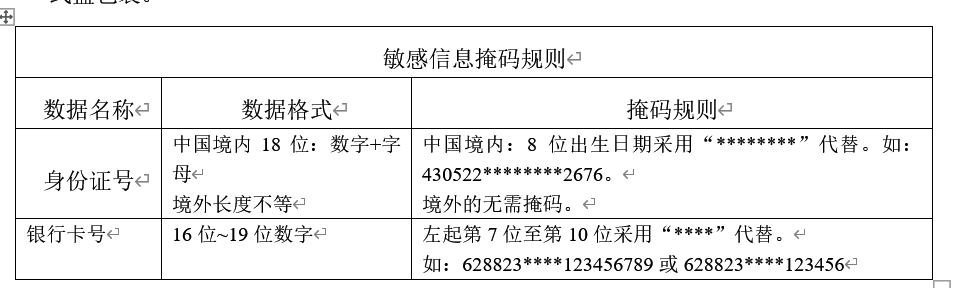 敏感信息掩码规则
数据名称
数据格式
掩码规则
身份证号
中国境内 18 位：数字+字
母
境外长度不等
中国境内：8 位出生日期采用“********”代替。如：
430522********2676。
境外的无需掩码。
银行卡号
16 位~19 位数字
左起第 7 位至第 10 位采用“****”代替。
如：628823****123456789 或 628823****123456